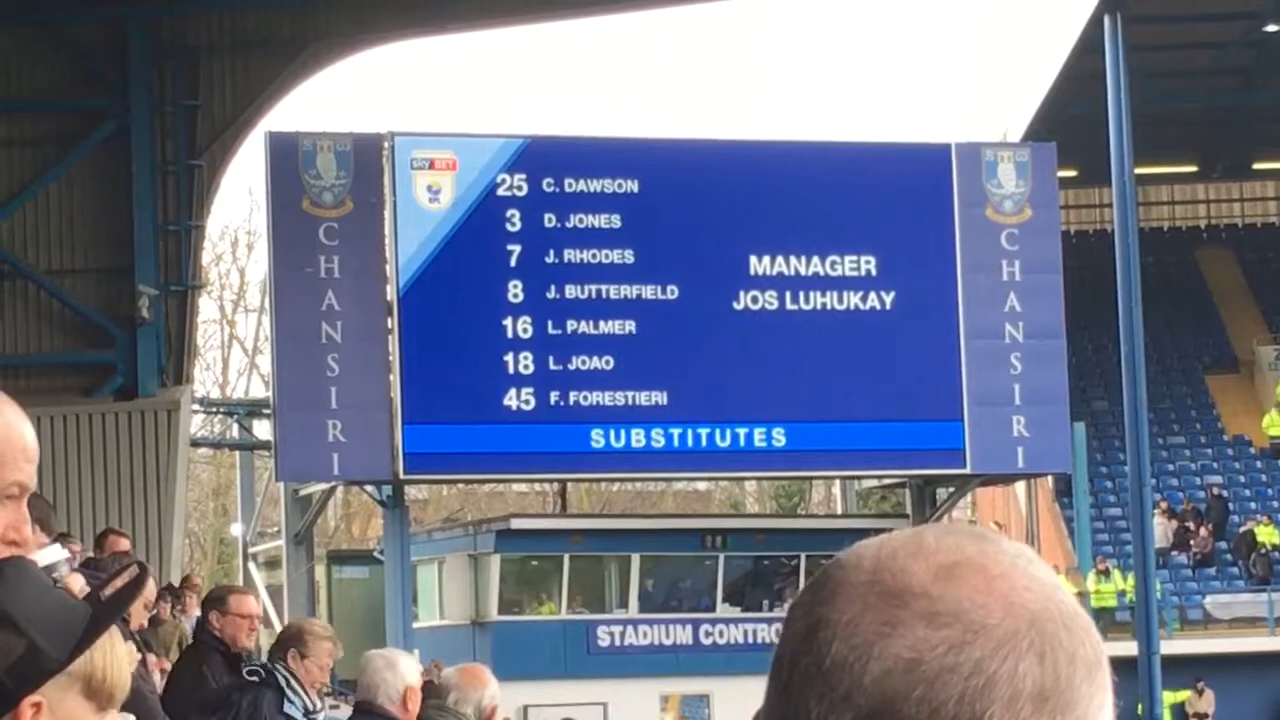 CHANSIRI
sky BET
EFL
25 C. DAWSON
3 D. JONES
7 J. RHODES
8 J. BUTTERFIELD
16 L. PALMER
18 L. JOAO
45 F. FORESTIERI
MANAGER
JOS LUHUKAY
SUBSTITUTES
CHANSIRI
STADIUM CONTRO